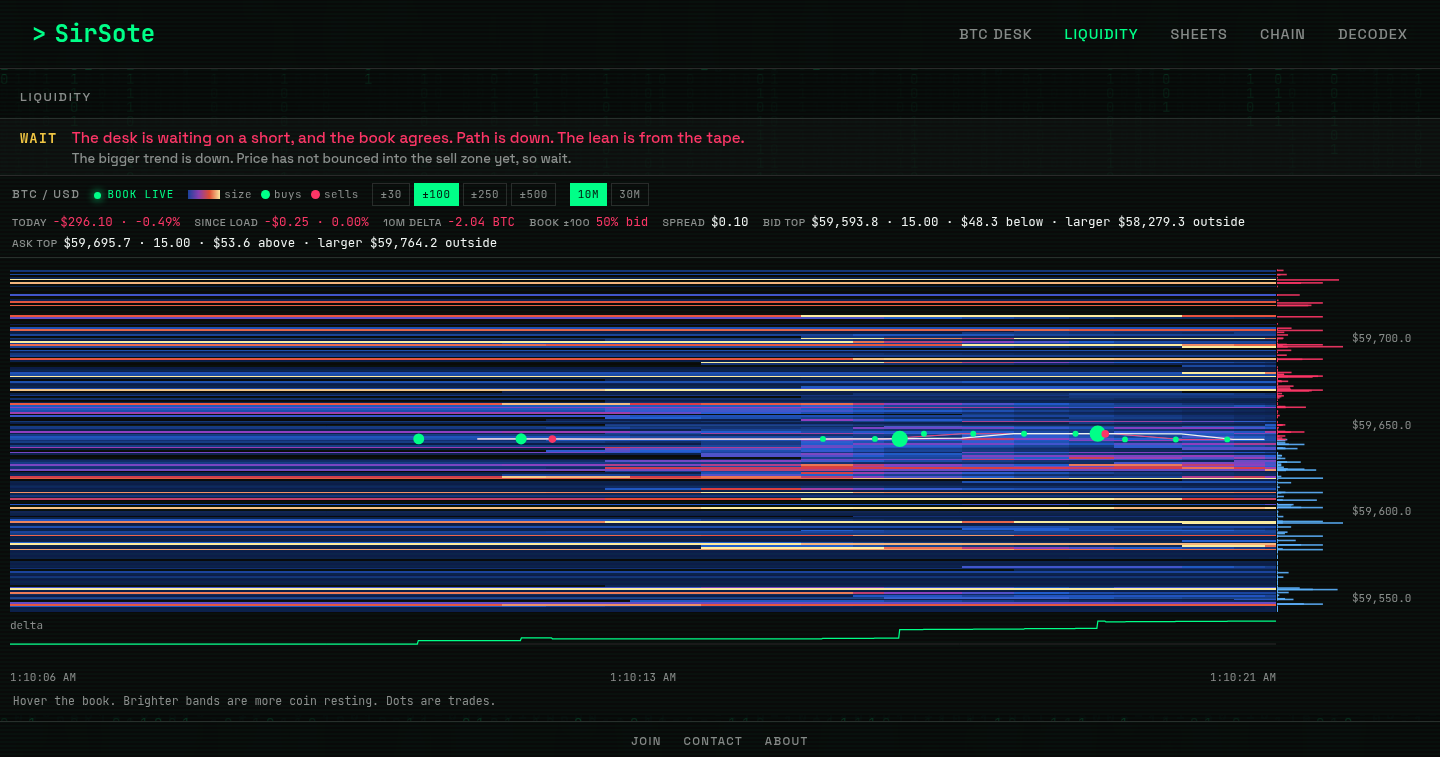 > SirSote
BTC DESK LIQUIDITY SHEETS CHAIN DECODEX
LIQUIDITY
WAIT The desk is waiting on a short, and the book agrees. Path is down. The lean is from the tape.
The bigger trend is down. Price has not bounced into the sell zone yet, so wait.
BTC / USD BOOK LIVE size buys sells ±30 ±100 ±250 ±500 10M 30M
TODAY -$296.10 · -0.49% SINCE LOAD -$0.25 · 0.00% 10M DELTA -2.04 BTC BOOK ±100 50% bid SPREAD $0.10 BID TOP $59,593.8 · 15.00 · $48.3 below · larger $58,279.3 outside
ASK TOP $59,695.7 · 15.00 · $53.6 above · larger $59,764.2 outside
$59,700.0
$59,650.0
$59,600.0
$59,550.0
delta
1:10:06 AM 1:10:13 AM 1:10:21 AM
Hover the book. Brighter bands are more coin resting. Dots are trades.
JOIN CONTACT ABOUT